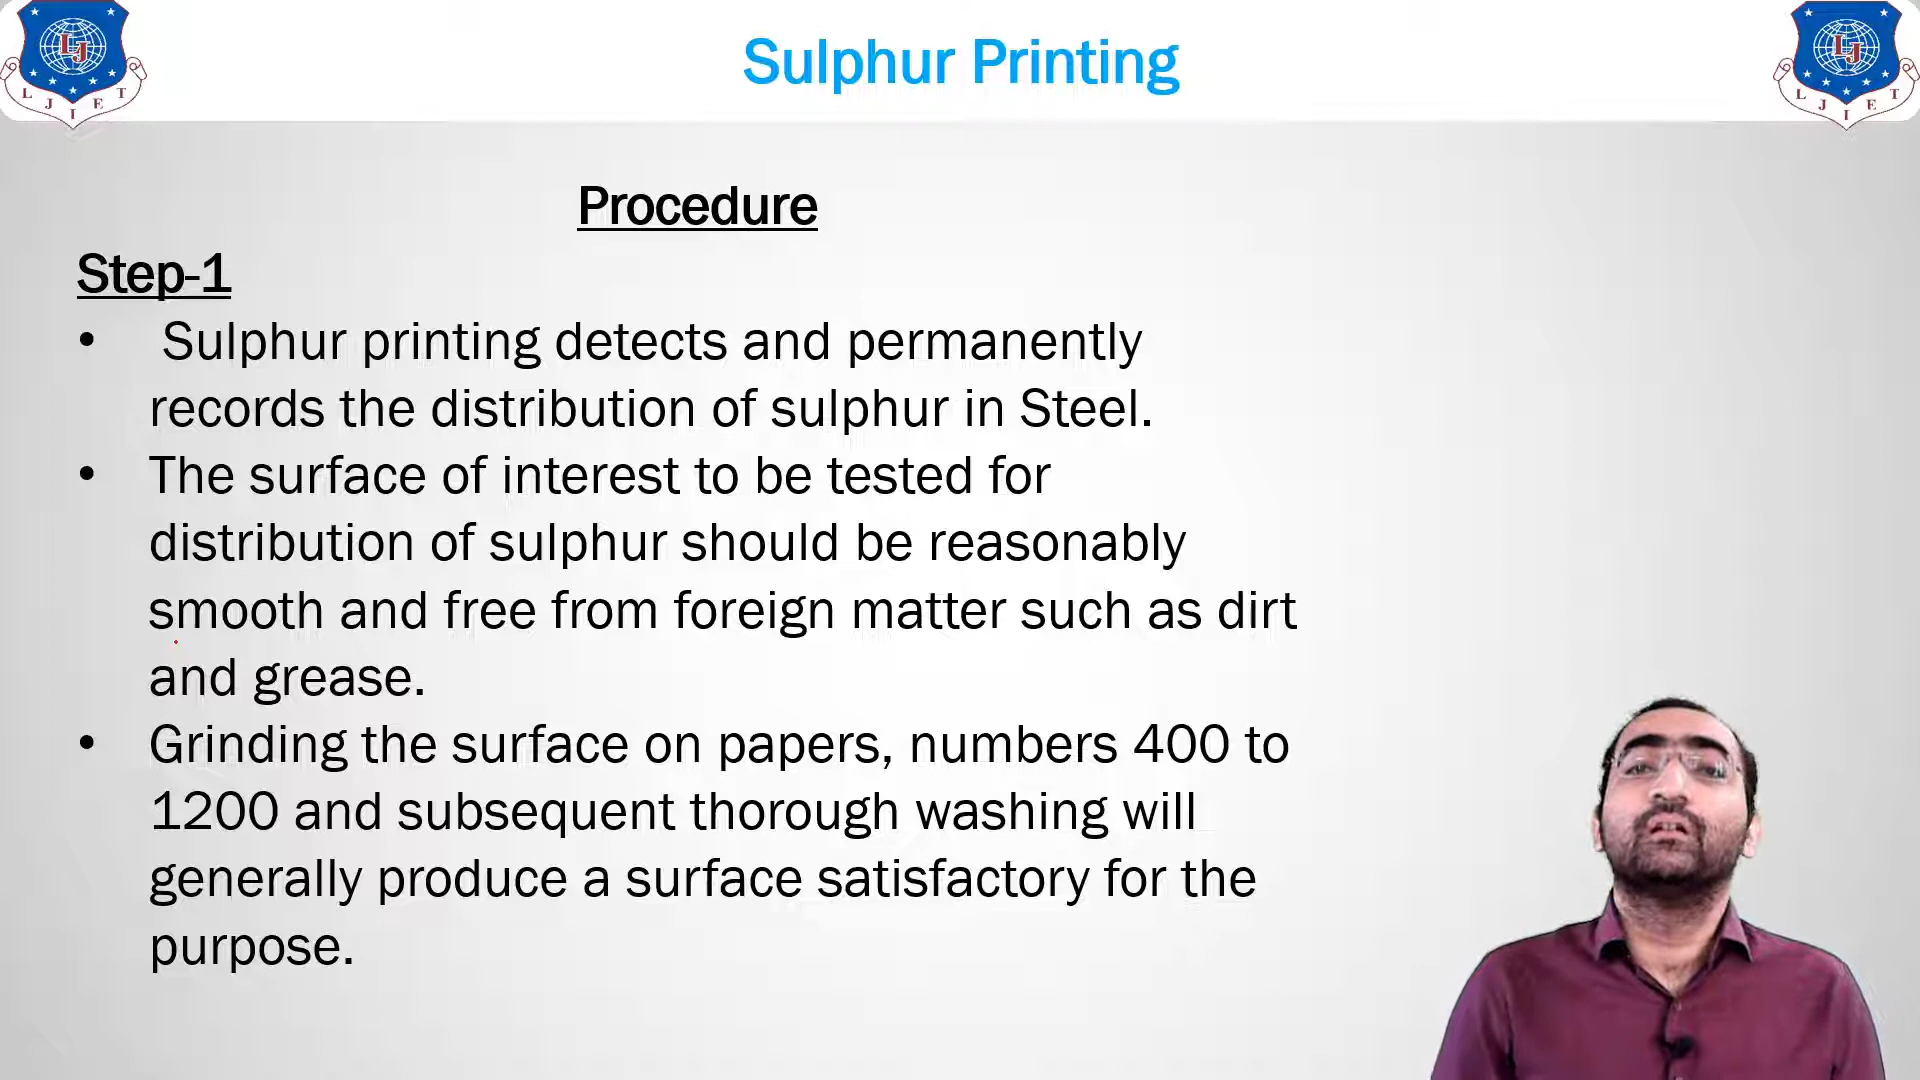 Sulphur Printing
LJ
LJ
L J I E T
L J I E T
Procedure
Step-1
• Sulphur printing detects and permanently
records the distribution of sulphur in Steel.
• The surface of interest to be tested for
distribution of sulphur should be reasonably
smooth and free from foreign matter such as dirt
and grease.
• Grinding the surface on papers, numbers 400 to
1200 and subsequent thorough washing will
generally produce a surface satisfactory for the
purpose.